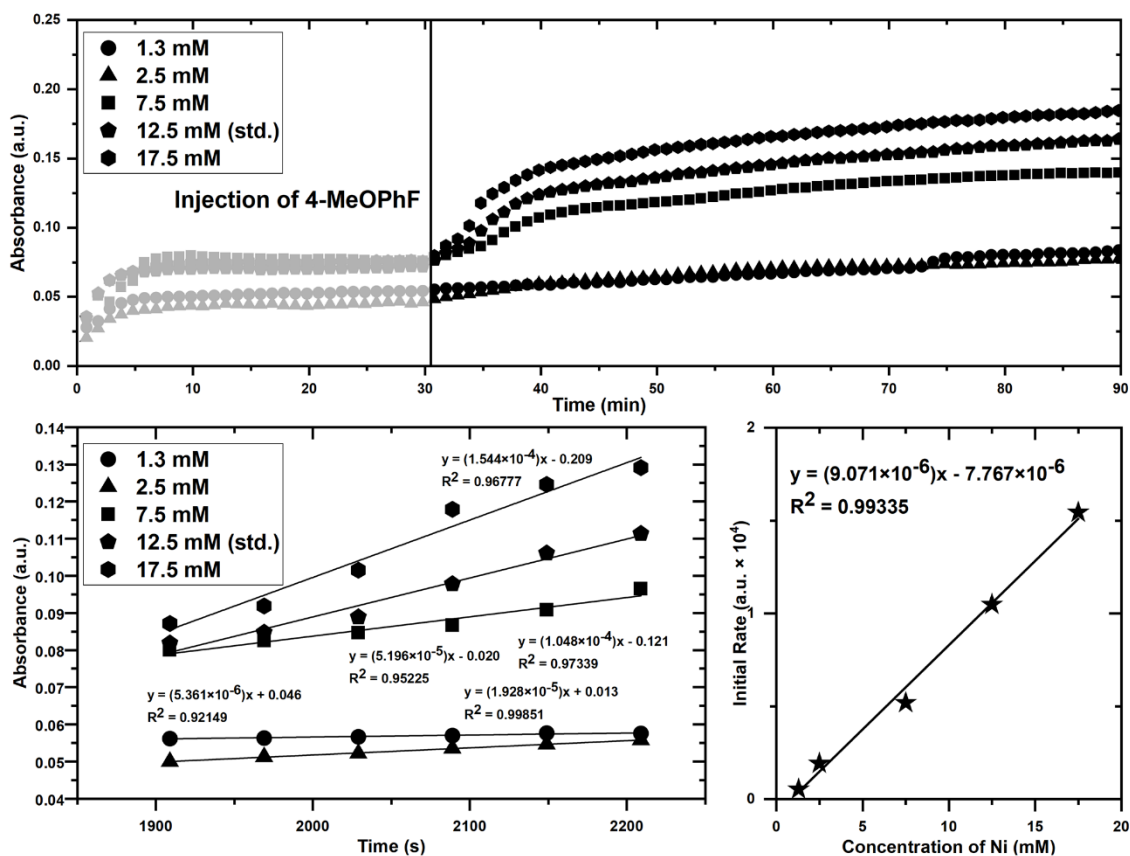 0.25
0.20
0.15
0.10
0.05
0.00
Absorbance (a.u.)
1.3 mM
2.5 mM
7.5 mM
12.5 mM (std.)
17.5 mM
Injection of 4-MeOPhF
0 10 20 30 40 50 60 70 80 90
Time (min)
0.14
0.13
0.12
0.11
0.10
0.09
0.08
0.07
0.06
0.05
0.04
Absorbance (a.u.)
1.3 mM
2.5 mM
7.5 mM
12.5 mM (std.)
17.5 mM
y = (1.544×10-4)x - 0.209
R2 = 0.96777
y = (5.196×10-5)x - 0.020
R2 = 0.95225
y = (1.048×10-4)x - 0.121
R2 = 0.97339
y = (5.361×10-6)x + 0.046
R2 = 0.92149
y = (1.928×10-5)x + 0.013
R2 = 0.99851
1900 2000 2100 2200
Time (s)
2
1
0
Initial Rate (a.u. × 104)
y = (9.071×10-6)x - 7.767×10-6
R2 = 0.99335
0 5 10 15 20
Concentration of Ni (mM)